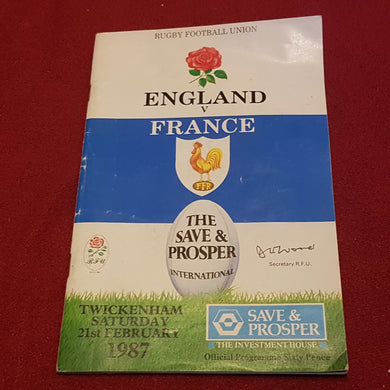 RUGBY FOOTBALL UNION
ENGLAND
v
FRANCE
FFR
THE
SAVE &
PROSPER
INTERNATIONAL
R.F.U.
Secretary R.F.U.
TWICKENHAM
SATURDAY
21st FEBRUARY
1987
SAVE &
PROSPER
THE INVESTMENT HOUSE
Official Programme Sixty Pence